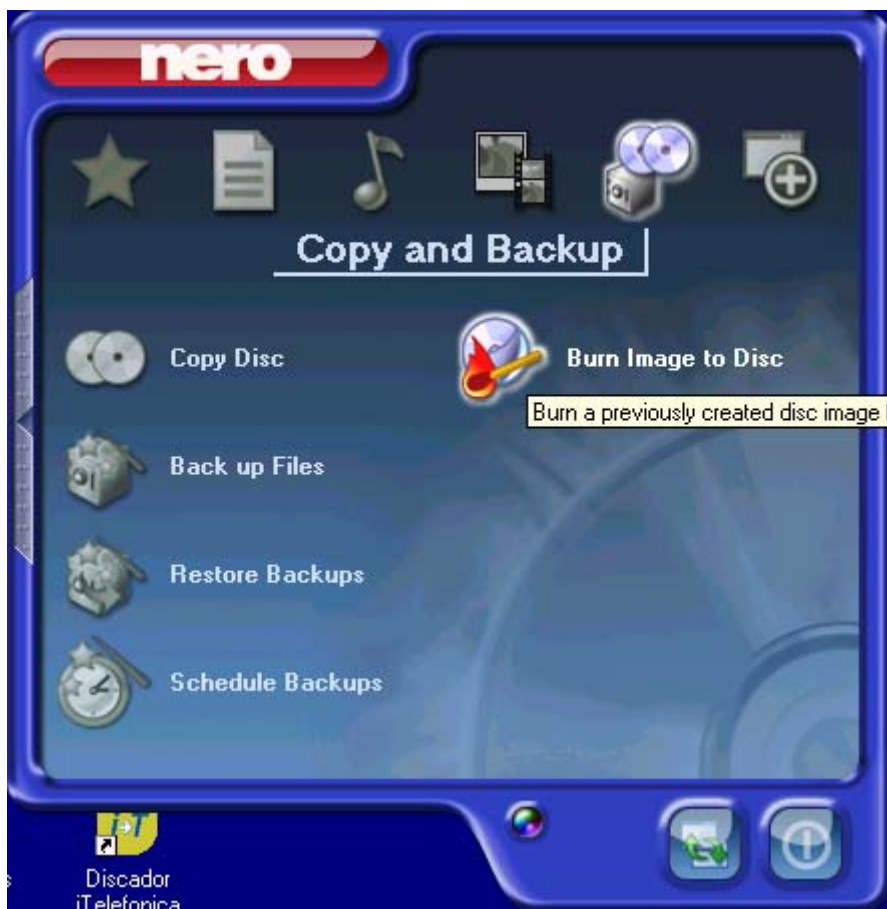 nero
Copy and Backup
Copy Disc
Burn Image to Disc
Burn a previously created disc image
Back up Files
Restore Backups
Schedule Backups
Discador
iTelefonica